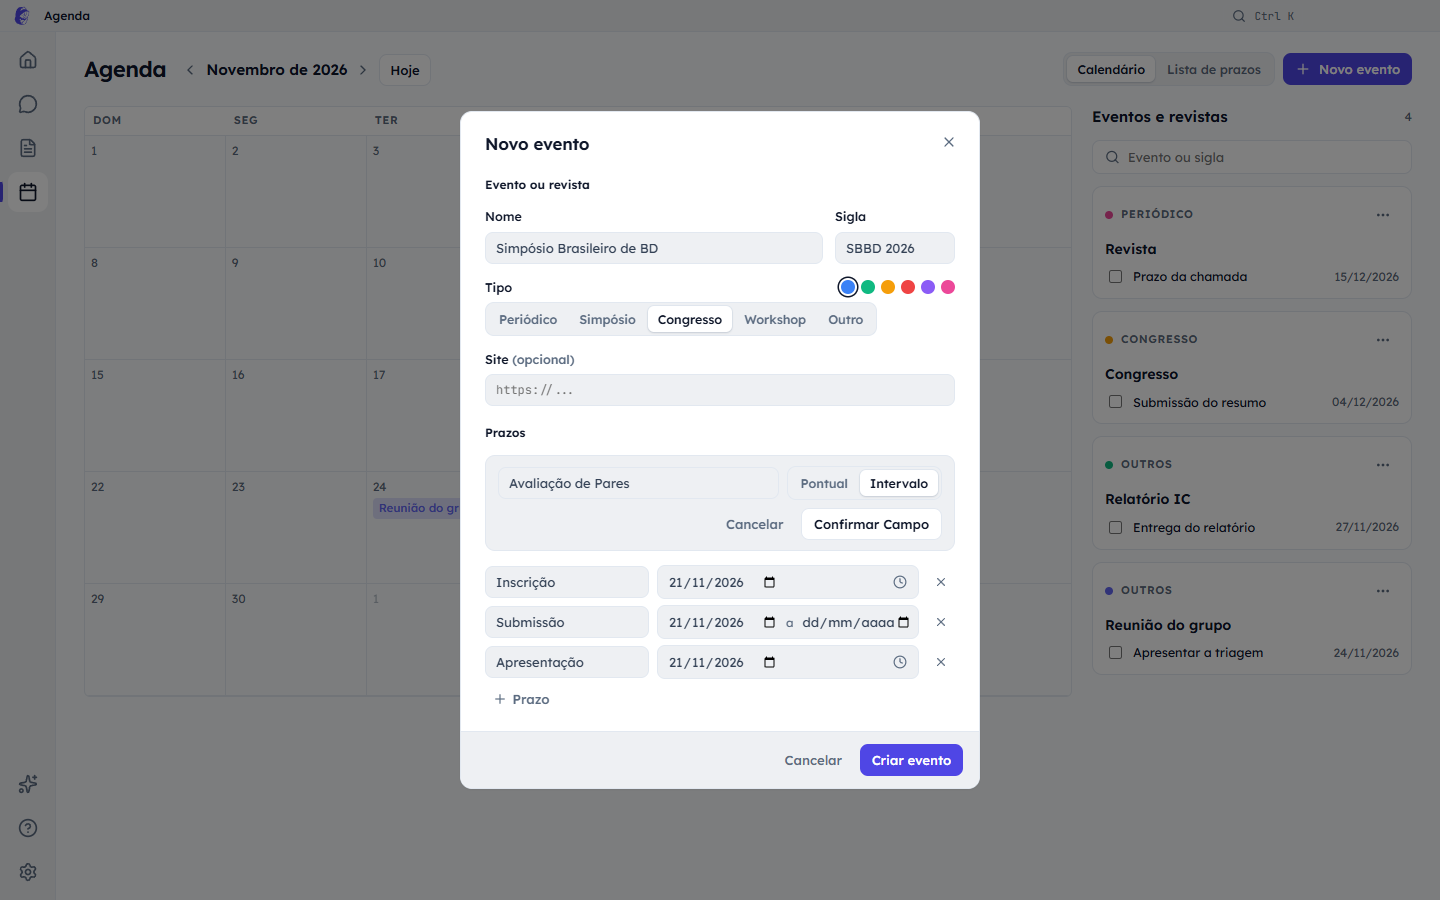 Agenda
Ctrl K
Agenda
Novembro de 2026
Hoje
Calendário
Lista de prazos
Novo evento
DOM
SEG
TER
1
2
3
8
9
10
15
16
17
22
23
24
Reunião do gr
29
30
1
Novo evento
Evento ou revista
Nome
Sigla
Simpósio Brasileiro de BD
SBBD 2026
Tipo
Periódico
Simpósio
Congresso
Workshop
Outro
Site (opcional)
https://...
Prazos
Avaliação de Pares
Pontual
Intervalo
Cancelar
Confirmar Campo
Inscrição
21/11/2026
Submissão
21/11/2026 a dd/mm/aaaa
Apresentação
21/11/2026
+ Prazo
Cancelar
Criar evento
Eventos e revistas
4
Evento ou sigla
PERIÓDICO
Revista
Prazo da chamada
15/12/2026
CONGRESSO
Congresso
Submissão do resumo
04/12/2026
OUTROS
Relatório IC
Entrega do relatório
27/11/2026
OUTROS
Reunião do grupo
Apresentar a triagem
24/11/2026